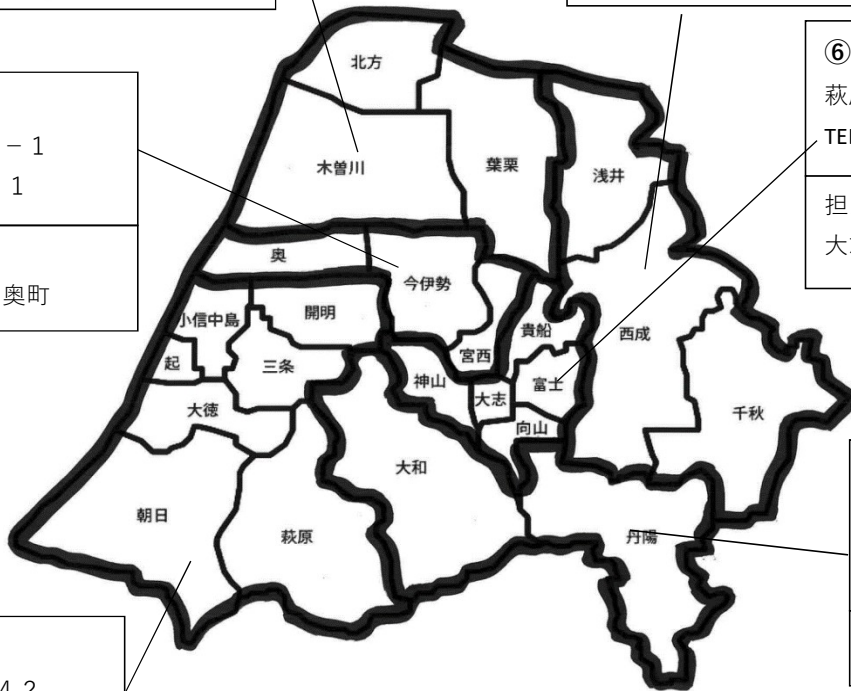 ⑥
萩
TEL
担
大
－１
１
奥町
４２
北方
木曽川
葉栗
浅井
奥
今伊勢
小信中島
開明
起
三条
大徳
神山
宮西
貴船
大志
富士
向山
西成
千秋
大和
朝日
萩原
丹陽